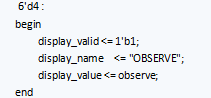 6'd4 :
begin
display_valid <= 1'b1;
display_name <= "OBSERVE";
display_value <= observe;
end